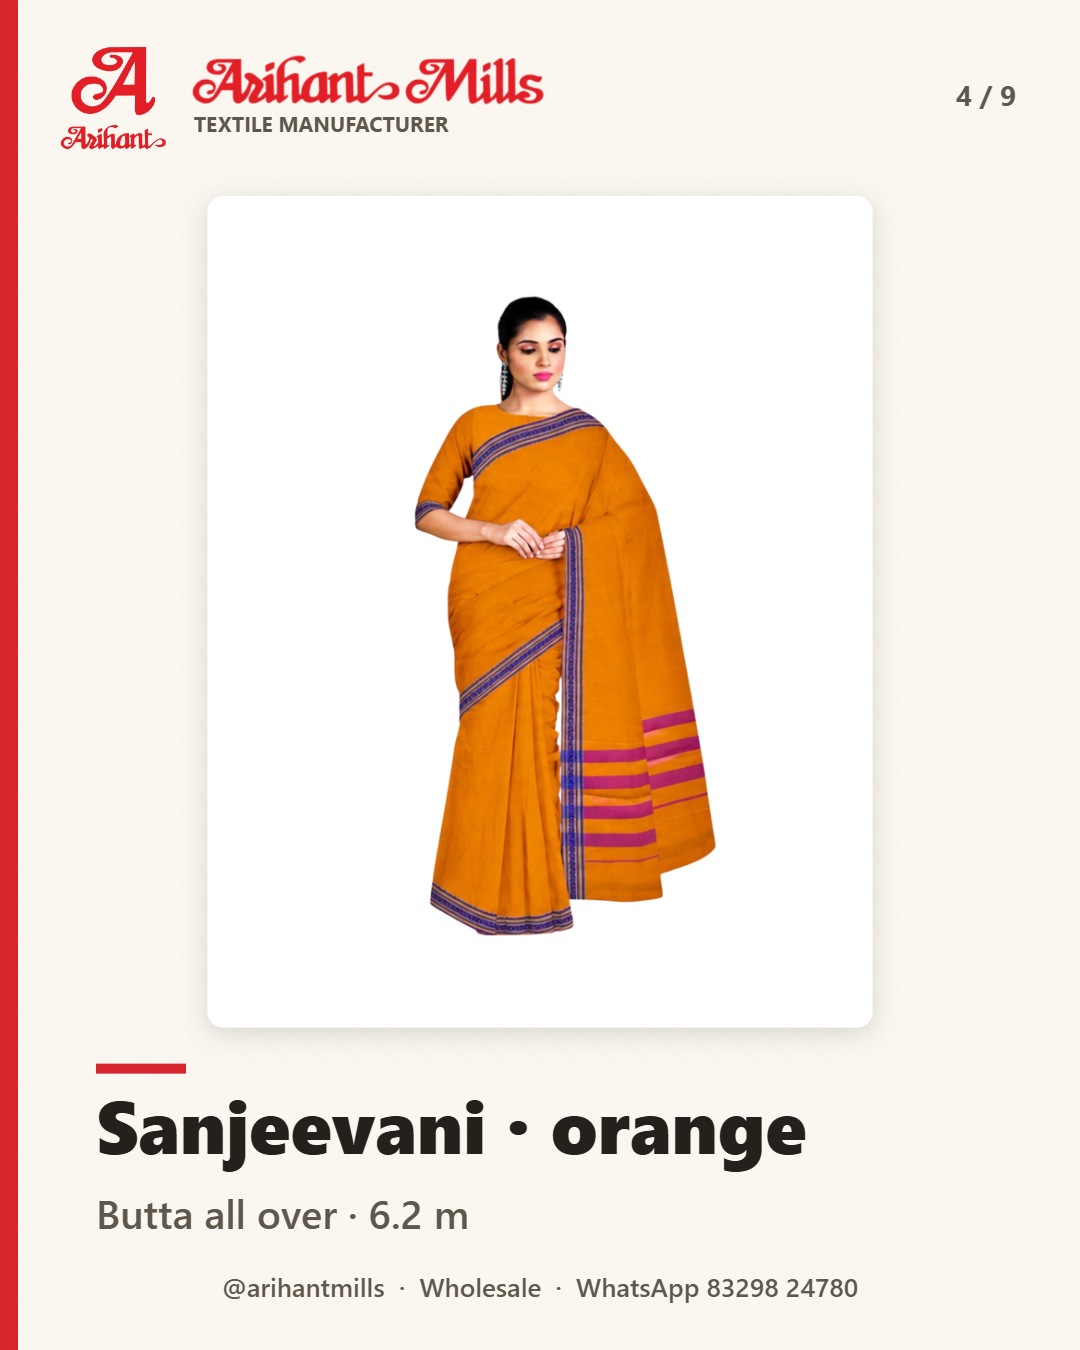 A
Arihant
Arihant Mills
TEXTILE MANUFACTURER
4 / 9
Sanjeevani · orange
Butta all over · 6.2 m
@arihantmills · Wholesale · WhatsApp 83298 24780